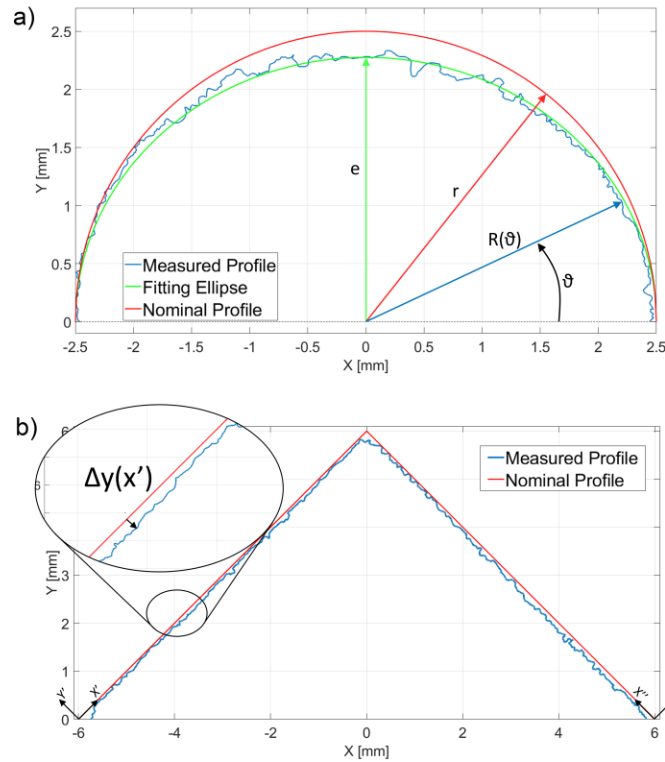 a)
2.5
2
1.5
1
0.5
0
Y [mm]
e
r
R(ϑ)
ϑ
Measured Profile
Fitting Ellipse
Nominal Profile
-2.5 -2 -1.5 -1 -0.5 0 0.5 1 1.5 2 2.5
X [mm]
b)
6
6
Δy(x')
Measured Profile
Nominal Profile
3
2
1
0
Y [mm]
Y' X' X''
-6 -4 -2 0 2 4 6
X [mm]